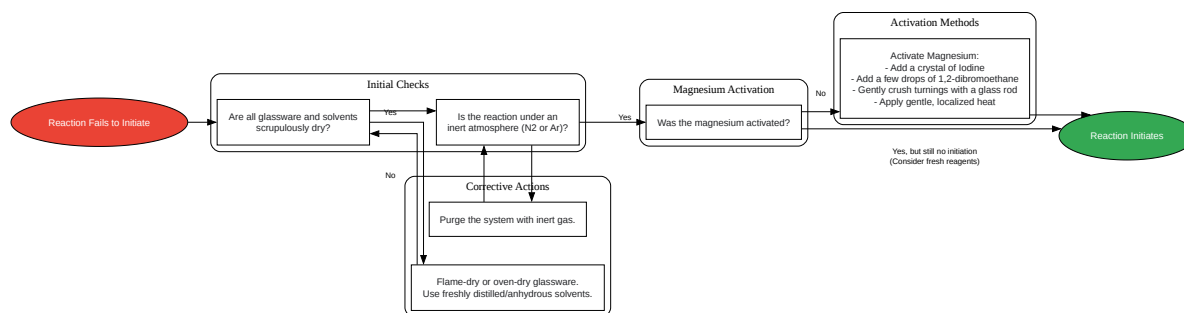 Reaction Fails to Initiate
Initial Checks
Are all glassware and solvents
scrupulously dry?
Yes
Is the reaction under an
inert atmosphere (N2 or Ar)?
No
Corrective Actions
Purge the system with inert gas.
Flame-dry or oven-dry glassware.
Use freshly distilled/anhydrous solvents.
Yes
Magnesium Activation
Was the magnesium activated?
No
Activation Methods
Activate Magnesium:
- Add a crystal of Iodine
- Add a few drops of 1,2-dibromoethane
- Gently crush turnings with a glass rod
- Apply gentle, localized heat
Yes, but still no initiation
(Consider fresh reagents)
Reaction Initiates